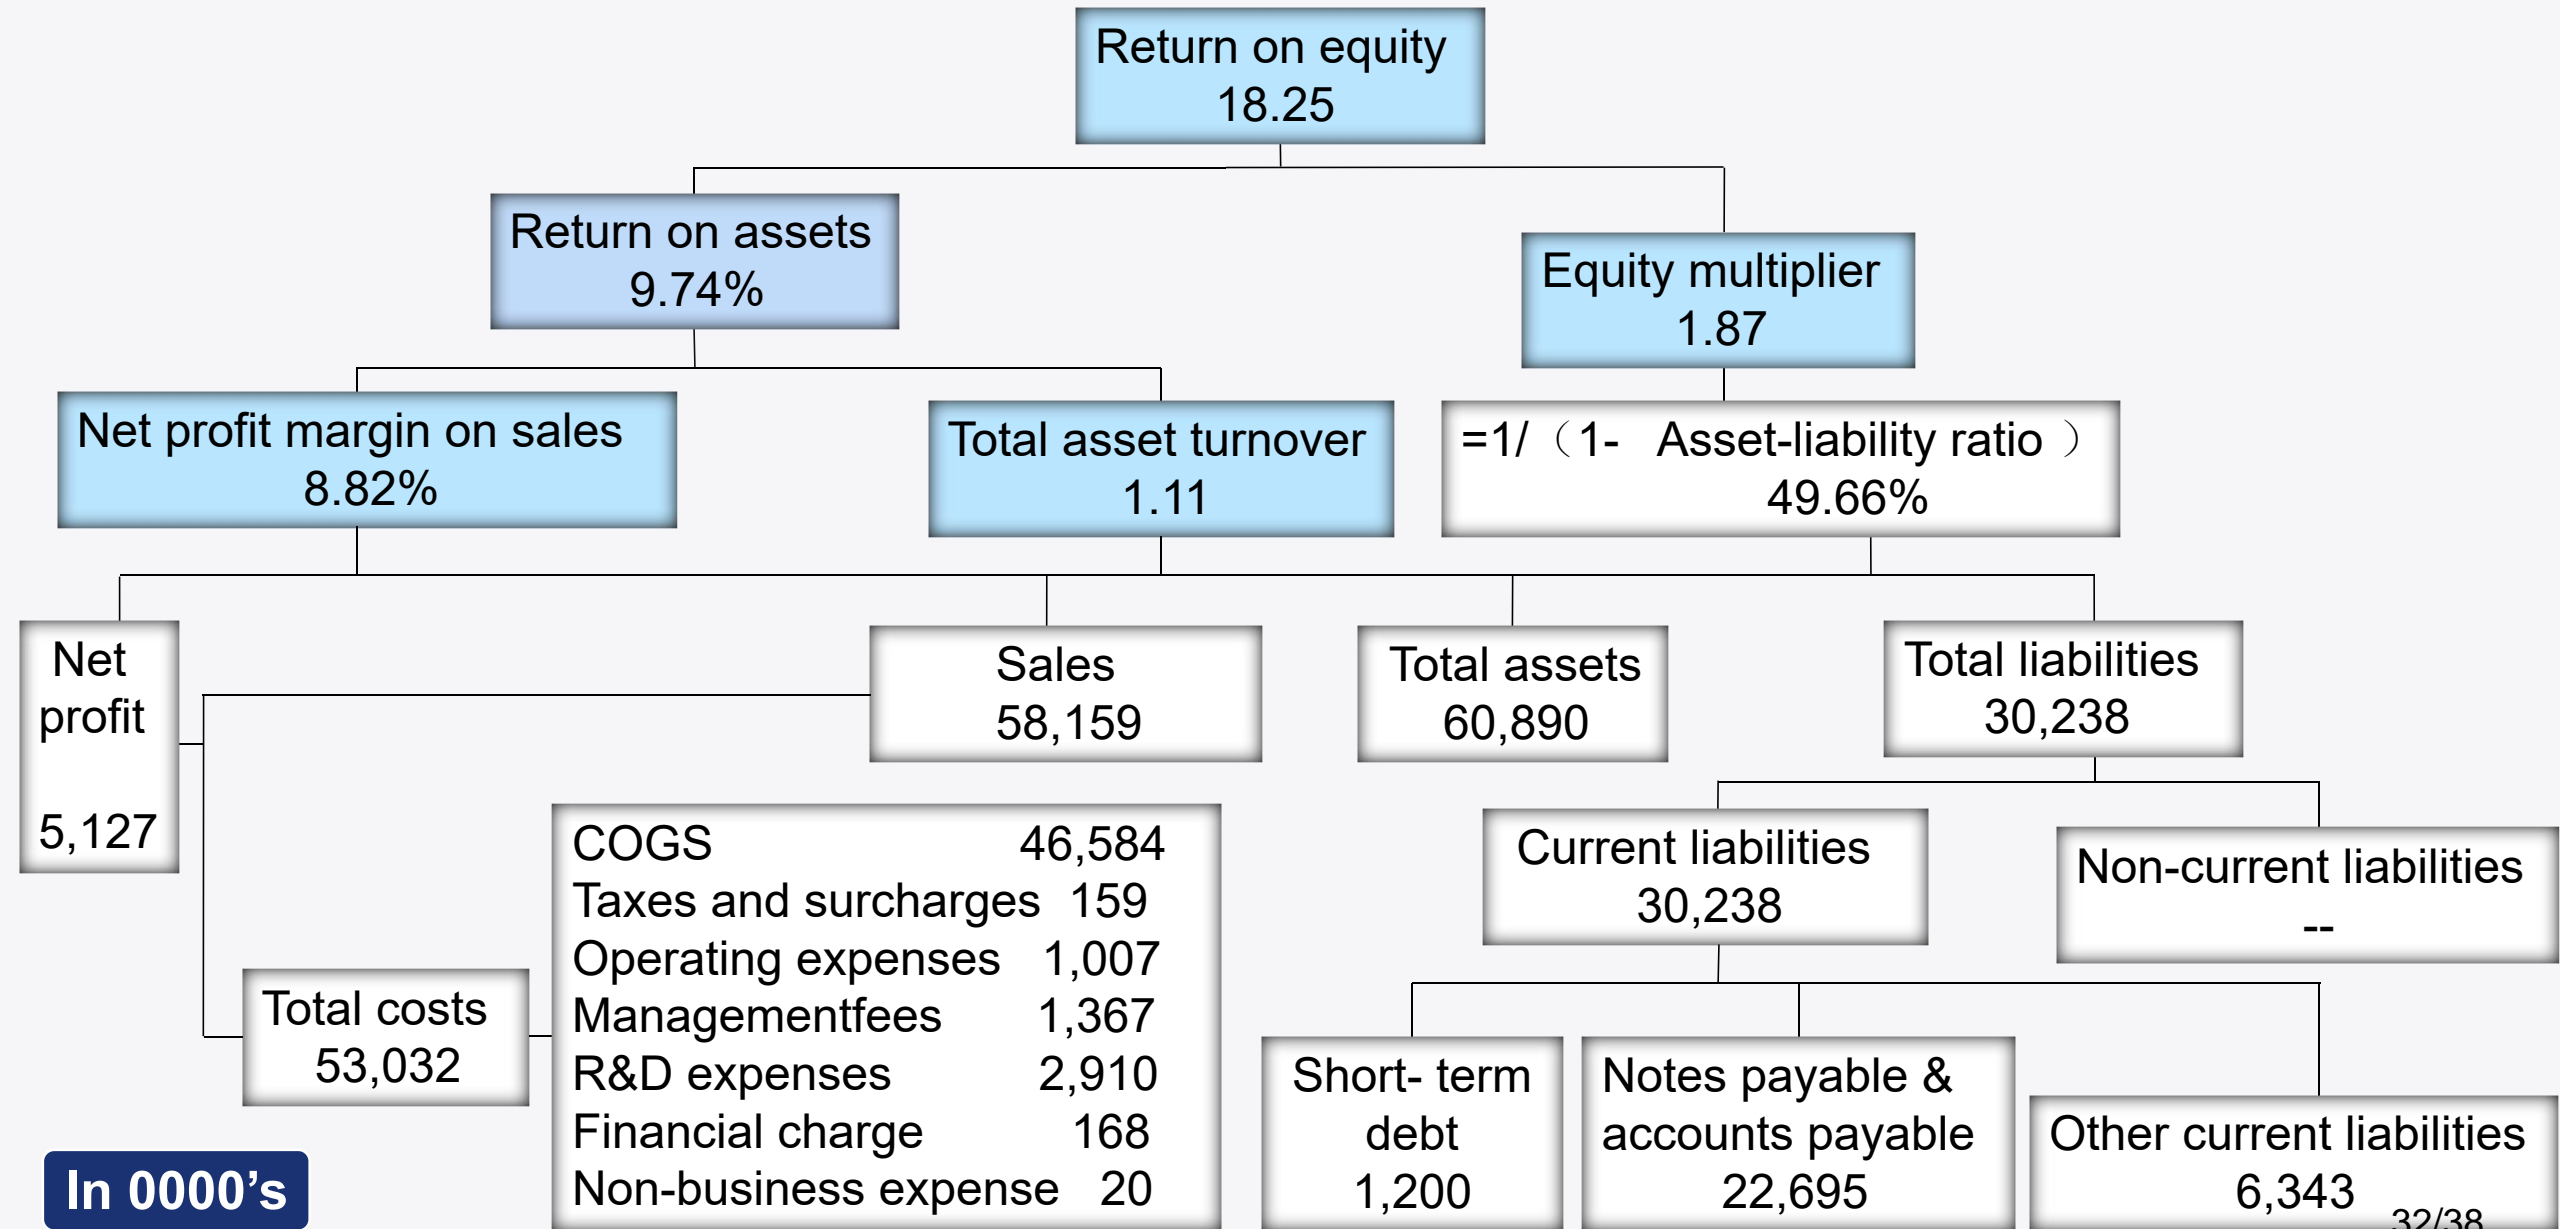 Return on equity
18.25
Return on assets
9.74%
Equity multiplier
1.87
Net profit margin on sales
8.82%
Total asset turnover
1.11
=1/（1- Asset-liability ratio ）
49.66%
Net
profit
5,127
Sales
58,159
Total assets
60,890
Total liabilities
30,238
Current liabilities
30,238
Non-current liabilities
--
Total costs
53,032
COGS 46,584
Taxes and surcharges 159
Operating expenses 1,007
Managementfees 1,367
R&D expenses 2,910
Financial charge 168
Non-business expense 20
Short- term
debt
1,200
Notes payable &
accounts payable
22,695
Other current liabilities
6,343
In 0000’s
32/38